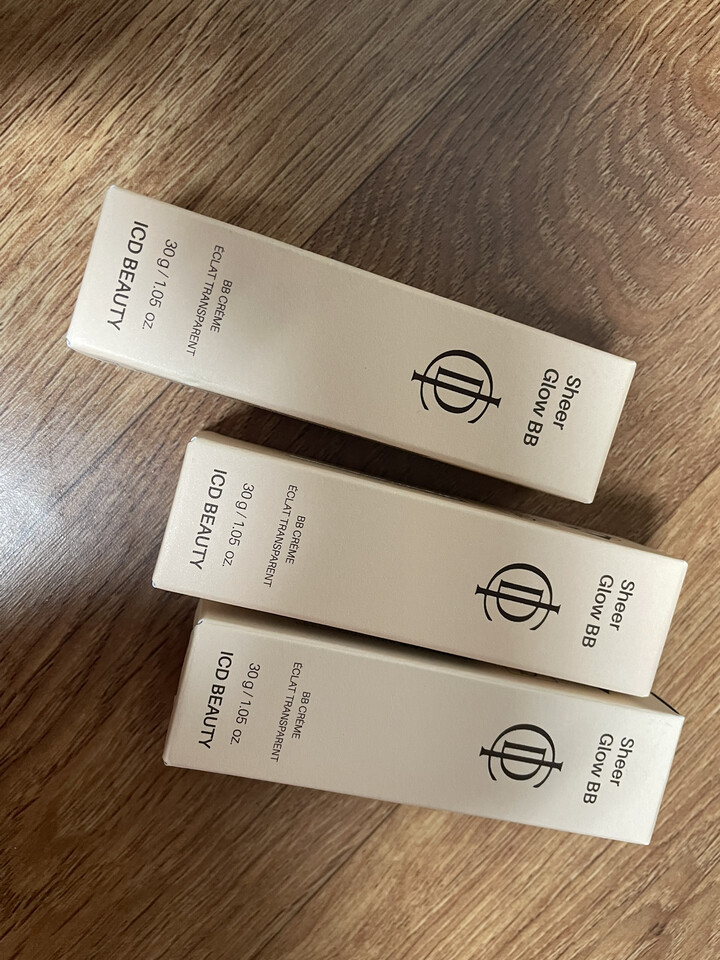 Sheer
Glow BB
BB CRÈME
ÉCLAT TRANSPARENT
30 g / 1.05 OZ.
ICD BEAUTY
Sheer
Glow BB
BB CRÈME
ÉCLAT TRANSPARENT
30 g / 1.05 OZ.
ICD BEAUTY
Sheer
Glow BB
BB CRÈME
ÉCLAT TRANSPARENT
30 g / 1.05 OZ.
ICD BEAUTY